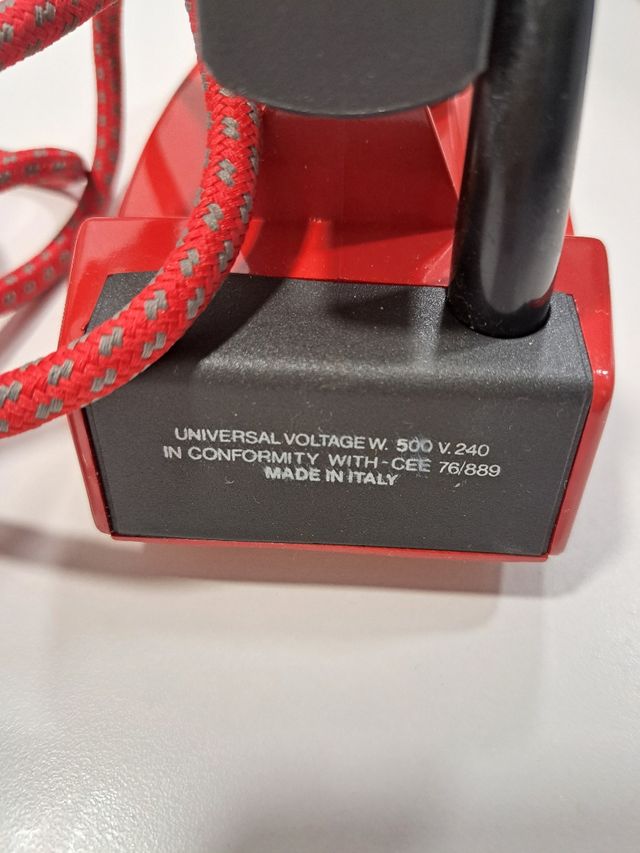 UNIVERSAL VOLTAGE W. 500 V. 240
IN CONFORMITY WITH - CEE 76/889
MADE IN ITALY